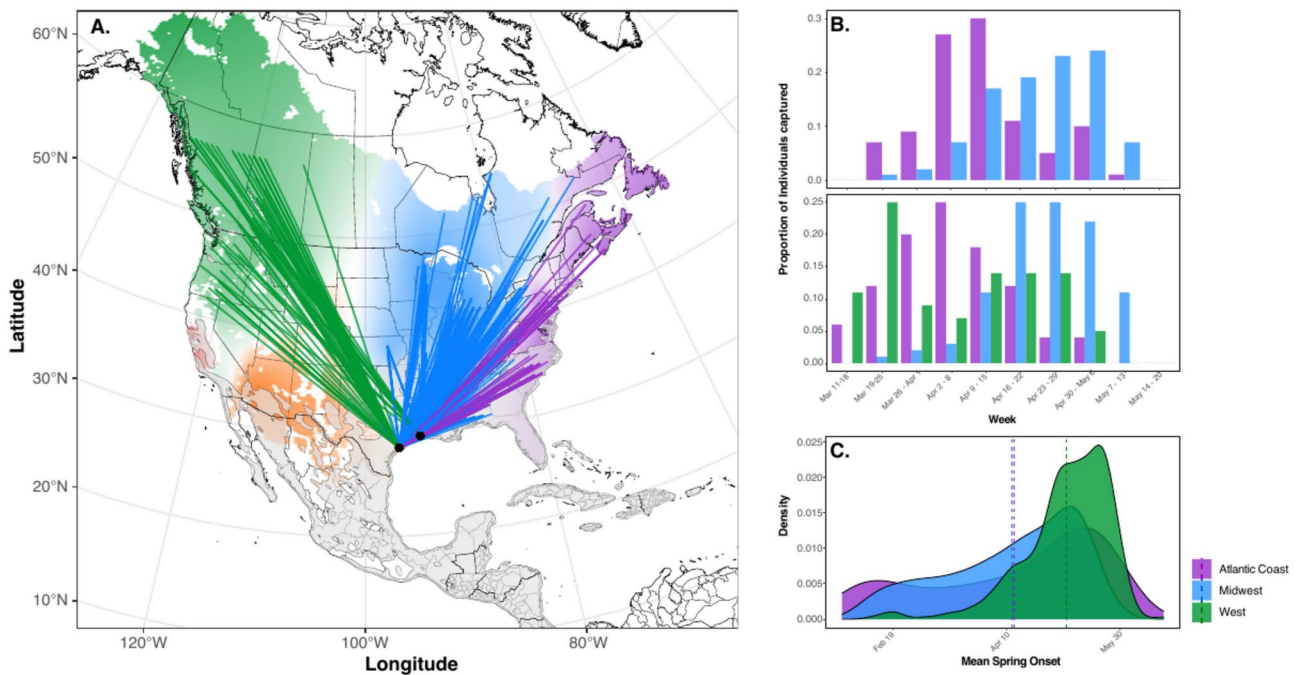 A.
60°N
50°N
40°N
30°N
20°N
10°N
Latitude
120°W
100°W
80°W
Longitude
B.
0.3
0.2
0.1
0.0
0.25
0.20
0.15
0.10
0.05
0.00
Proportion of Individuals captured
Mar 11-18
Mar 19-25
Mar 26 - Apr 1
Apr 2 - 8
Apr 9 - 15
Apr 16 - 22
Apr 23 - 29
Apr 30 - May 6
May 7 - 13
May 14 - 20
Week
C.
0.025
0.020
0.015
0.010
0.005
0.000
Density
Feb 19
Apr 10
May 30
Mean Spring Onset
Atlantic Coast
Midwest
West